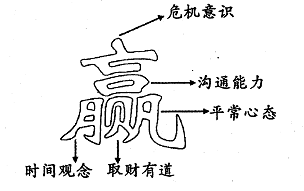 危机意识
赢
沟通能力
平常心态
时间观念 取财有道